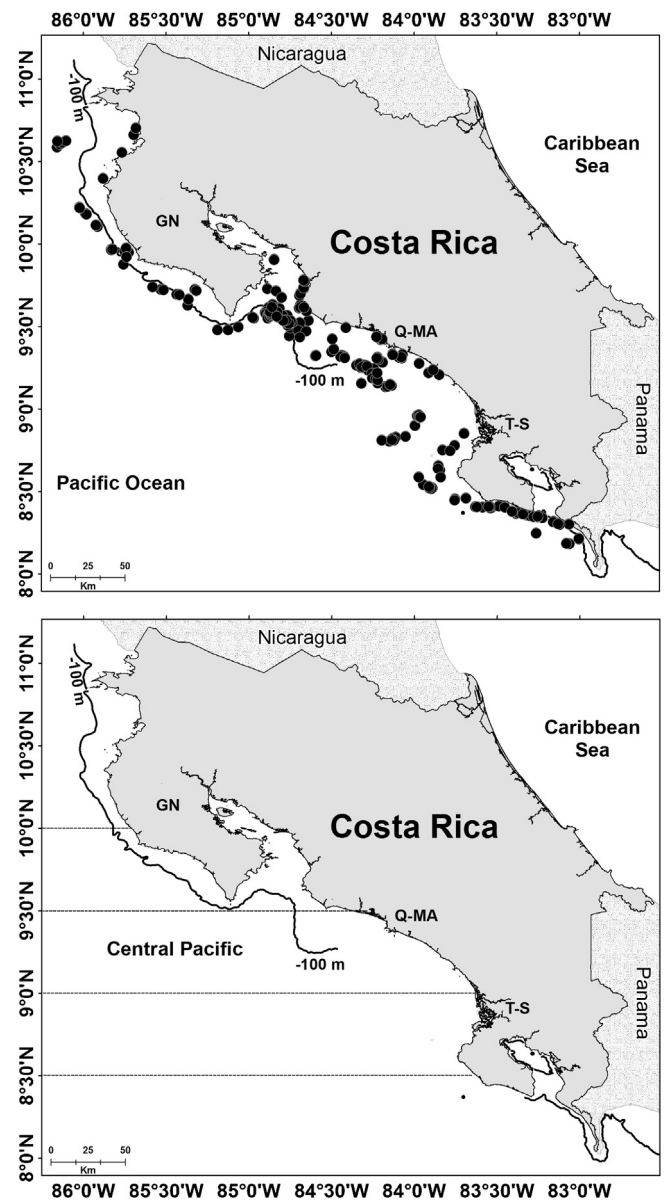 86°0'W 85°30'W 85°0'W 84°30'W 84°0'W 83°30'W 83°0'W
Nicaragua
11°0'N
-100 m
Caribbean
Sea
10°30'N
GN
Costa Rica
10°0'N
9°30'N
Q-MA
-100 m
Panama
9°0'N
T-S
Pacific Ocean
8°30'N
0 25 50
Km
8°0'N
Nicaragua
11°0'N
-100 m
Caribbean
Sea
10°30'N
GN
Costa Rica
10°0'N
9°30'N
Q-MA
Central Pacific
-100 m
Panama
9°0'N
T-S
8°30'N
0 25 50
Km
8°0'N
86°0'W 85°30'W 85°0'W 84°30'W 84°0'W 83°30'W 83°0'W